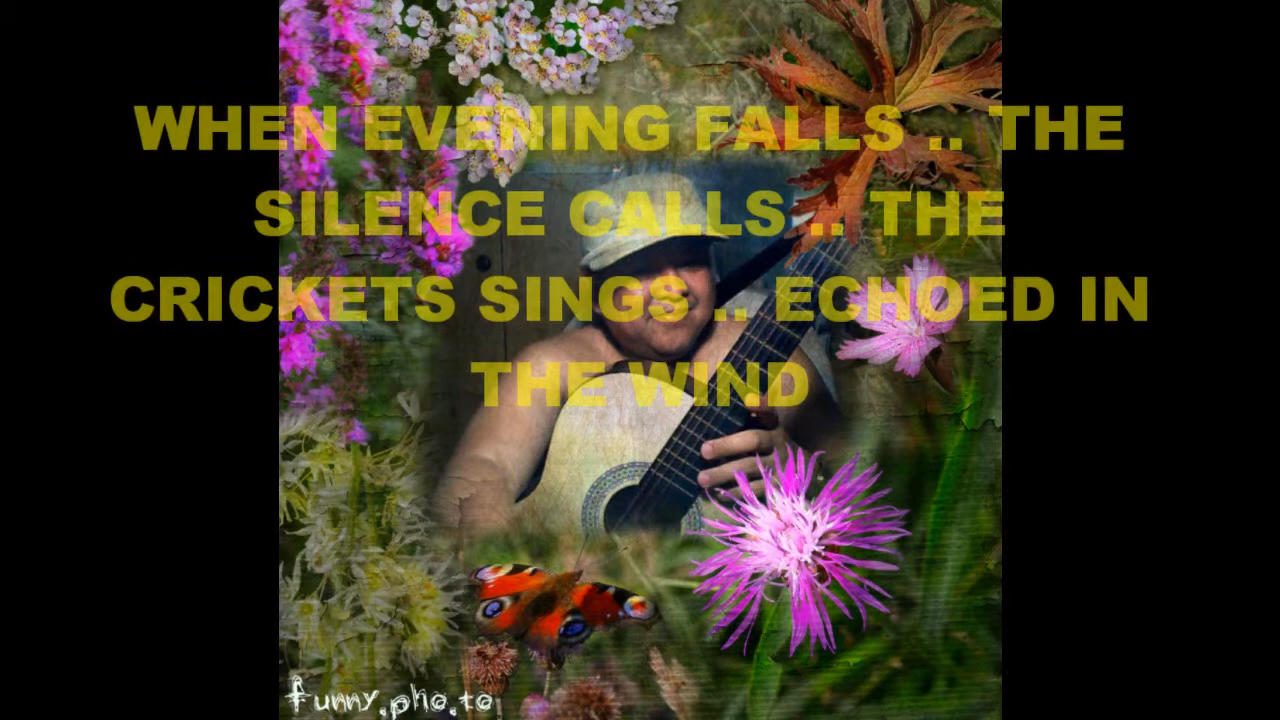 WHEN EVENING FALLS .. THE
SILENCE CALLS .. THE
CRICKETS SINGS .. ECHOED IN
THE WIND
funny.pho.to